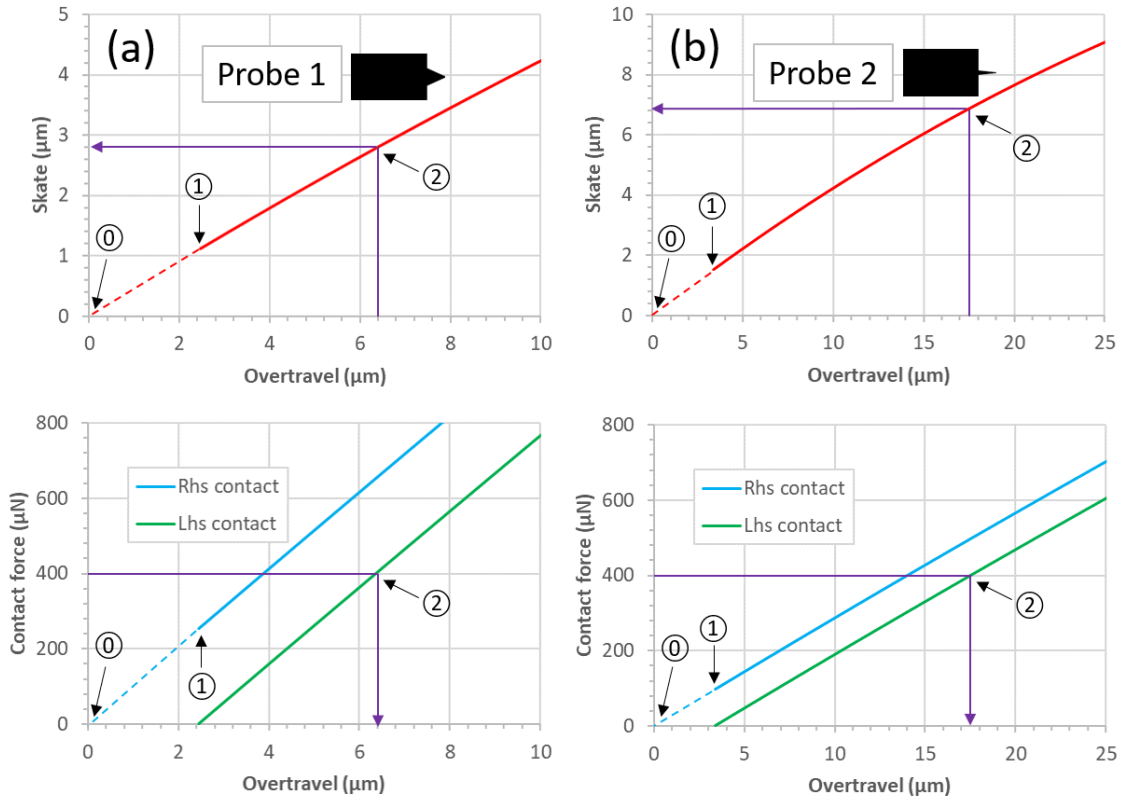 (a)
Probe 1
Skate (µm)
5
4
3
2
1
0
⓪
①
②
0 2 4 6 8 10
Overtravel (µm)
(b)
Probe 2
Skate (µm)
10
8
6
4
2
0
⓪
①
②
0 5 10 15 20 25
Overtravel (µm)
Contact force (µN)
800
600
400
200
0
Rhs contact
Lhs contact
⓪
①
②
0 2 4 6 8 10
Overtravel (µm)
Contact force (µN)
800
600
400
200
0
Rhs contact
Lhs contact
⓪
①
②
0 5 10 15 20 25
Overtravel (µm)